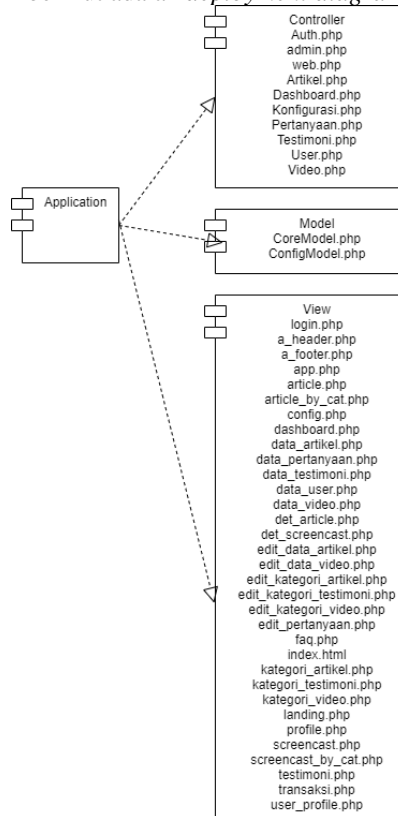 Controller
Auth.php
admin.php
web.php
Artikel.php
Dashboard.php
Konfigurasi.php
Pertanyaan.php
Testimoni.php
User.php
Video.php
Application
Model
CoreModel.php
ConfigModel.php
View
login.php
a_header.php
a_footer.php
app.php
article.php
article_by_cat.php
config.php
dashboard.php
data_artikel.php
data_pertanyaan.php
data_testimoni.php
data_user.php
data_video.php
det_article.php
det_screencast.php
edit_data_artikel.php
edit_data_video.php
edit_kategori_artikel.php
edit_kategori_testimoni.php
edit_kategori_video.php
edit_pertanyaan.php
faq.php
index.html
kategori_artikel.php
kategori_testimoni.php
kategori_video.php
landing.php
profile.php
screencast.php
screencast_by_cat.php
testimoni.php
transaksi.php
user_profile.php